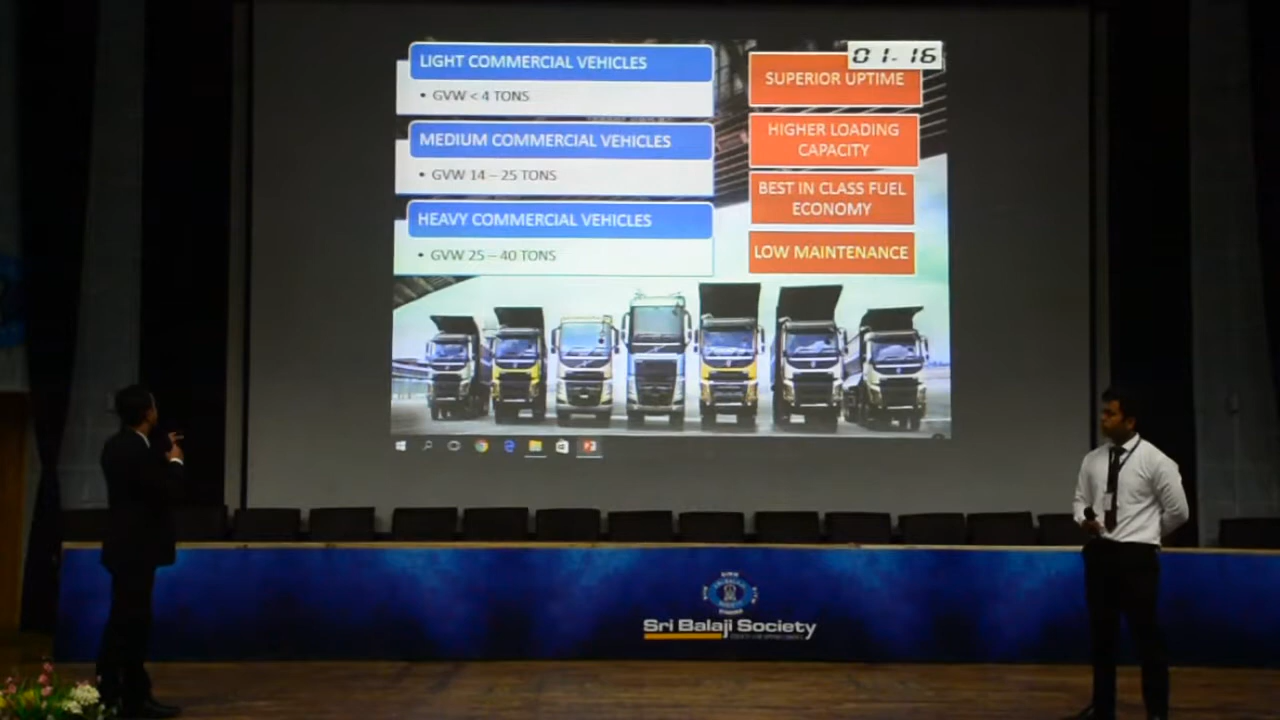 LIGHT COMMERCIAL VEHICLES
• GVW < 4 TONS
MEDIUM COMMERCIAL VEHICLES
• GVW 14 – 25 TONS
HEAVY COMMERCIAL VEHICLES
• GVW 25 – 40 TONS
01-16
SUPERIOR UPTIME
HIGHER LOADING
CAPACITY
BEST IN CLASS FUEL
ECONOMY
LOW MAINTENANCE
Sri Balaji Society